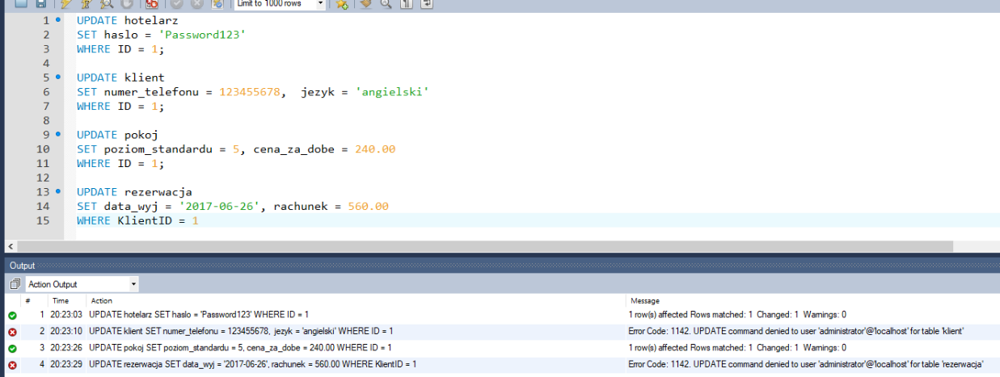 Limit to 1000 rows
1 UPDATE hotelarz
2 SET haslo = 'Password123'
3 WHERE ID = 1;
4
5 UPDATE klient
6 SET numer_telefonu = 123455678,  jezyk = 'angielski'
7 WHERE ID = 1;
8
9 UPDATE pokoj
10 SET poziom_standardu = 5, cena_za_dobe = 240.00
11 WHERE ID = 1;
12
13 UPDATE rezerwacja
14 SET data_wyj = '2017-06-26', rachunek = 560.00
15 WHERE KlientID = 1
Output
Action Output
# Time Action Message
1 20:23:03 UPDATE hotelarz SET haslo = 'Password123' WHERE ID = 1 1 row(s) affected Rows matched: 1 Changed: 1 Warnings: 0
2 20:23:10 UPDATE klient SET numer_telefonu = 123455678, jezyk = 'angielski' WHERE ID = 1 Error Code: 1142. UPDATE command denied to user 'administrator'@'localhost' for table 'klient'
3 20:23:26 UPDATE pokoj SET poziom_standardu = 5, cena_za_dobe = 240.00 WHERE ID = 1 1 row(s) affected Rows matched: 1 Changed: 1 Warnings: 0
4 20:23:29 UPDATE rezerwacja SET data_wyj = '2017-06-26', rachunek = 560.00 WHERE KlientID = 1 Error Code: 1142. UPDATE command denied to user 'administrator'@'localhost' for table 'rezerwacja'